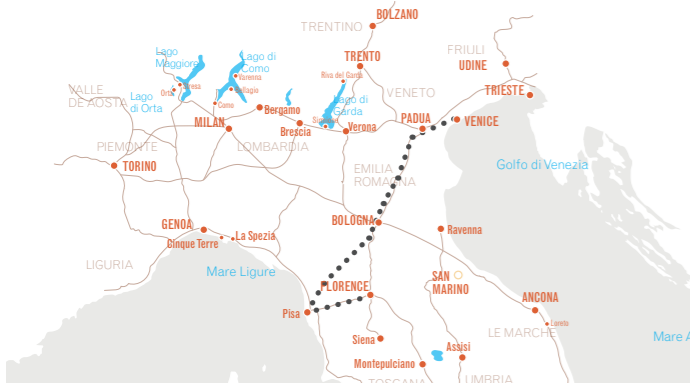 BOLZANO
TRENTINO
FRIULI
Lago
Maggiore
Lago di
Como
TRENTO
UDINE
Varenna
Riva del Garda
VALLE
DE AOSTA
Stresa
Orta
Bellagio
VENETO
TRIESTE
Lago
di Orta
Como
Bergamo
Lago di
Garda
MILAN
Brescia
Verona
PADUA
VENICE
PIEMONTE
LOMBARDIA
TORINO
EMILIA
ROMAGNA
Golfo di Venezia
GENOA
Cinque Terre
La Spezia
BOLOGNA
Ravenna
LIGURIA
Mare Ligure
SAN
MARINO
FLORENCE
ANCONA
Pisa
Loreto
LE MARCHE
Siena
Assisi
Mare A
Montepulciano
TOSCANA
UMBRIA